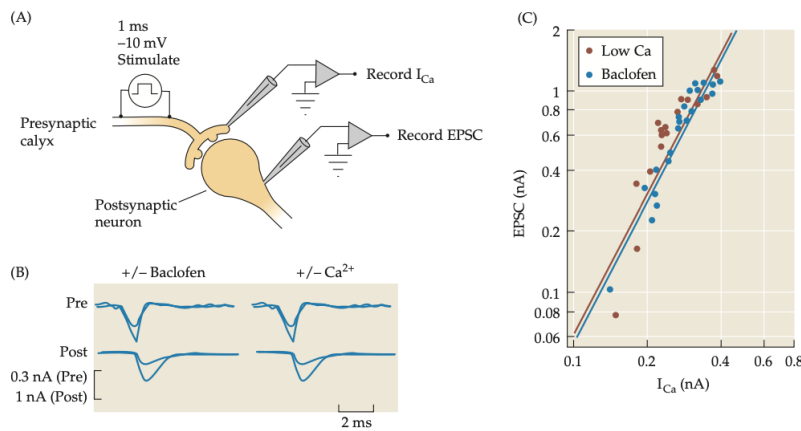 (A)
1 ms
–10 mV
Stimulate
Record I_Ca
Presynaptic
calyx
Record EPSC
Postsynaptic
neuron
(B)
+/– Baclofen
+/– Ca²⁺
Pre
Post
0.3 nA (Pre)
1 nA (Post)
2 ms
(C)
Low Ca
Baclofen
EPSC (nA)
2
1
0.8
0.6
0.4
0.2
0.1
0.08
0.06
0.1 0.2 0.4 0.6 0.8
I_Ca (nA)